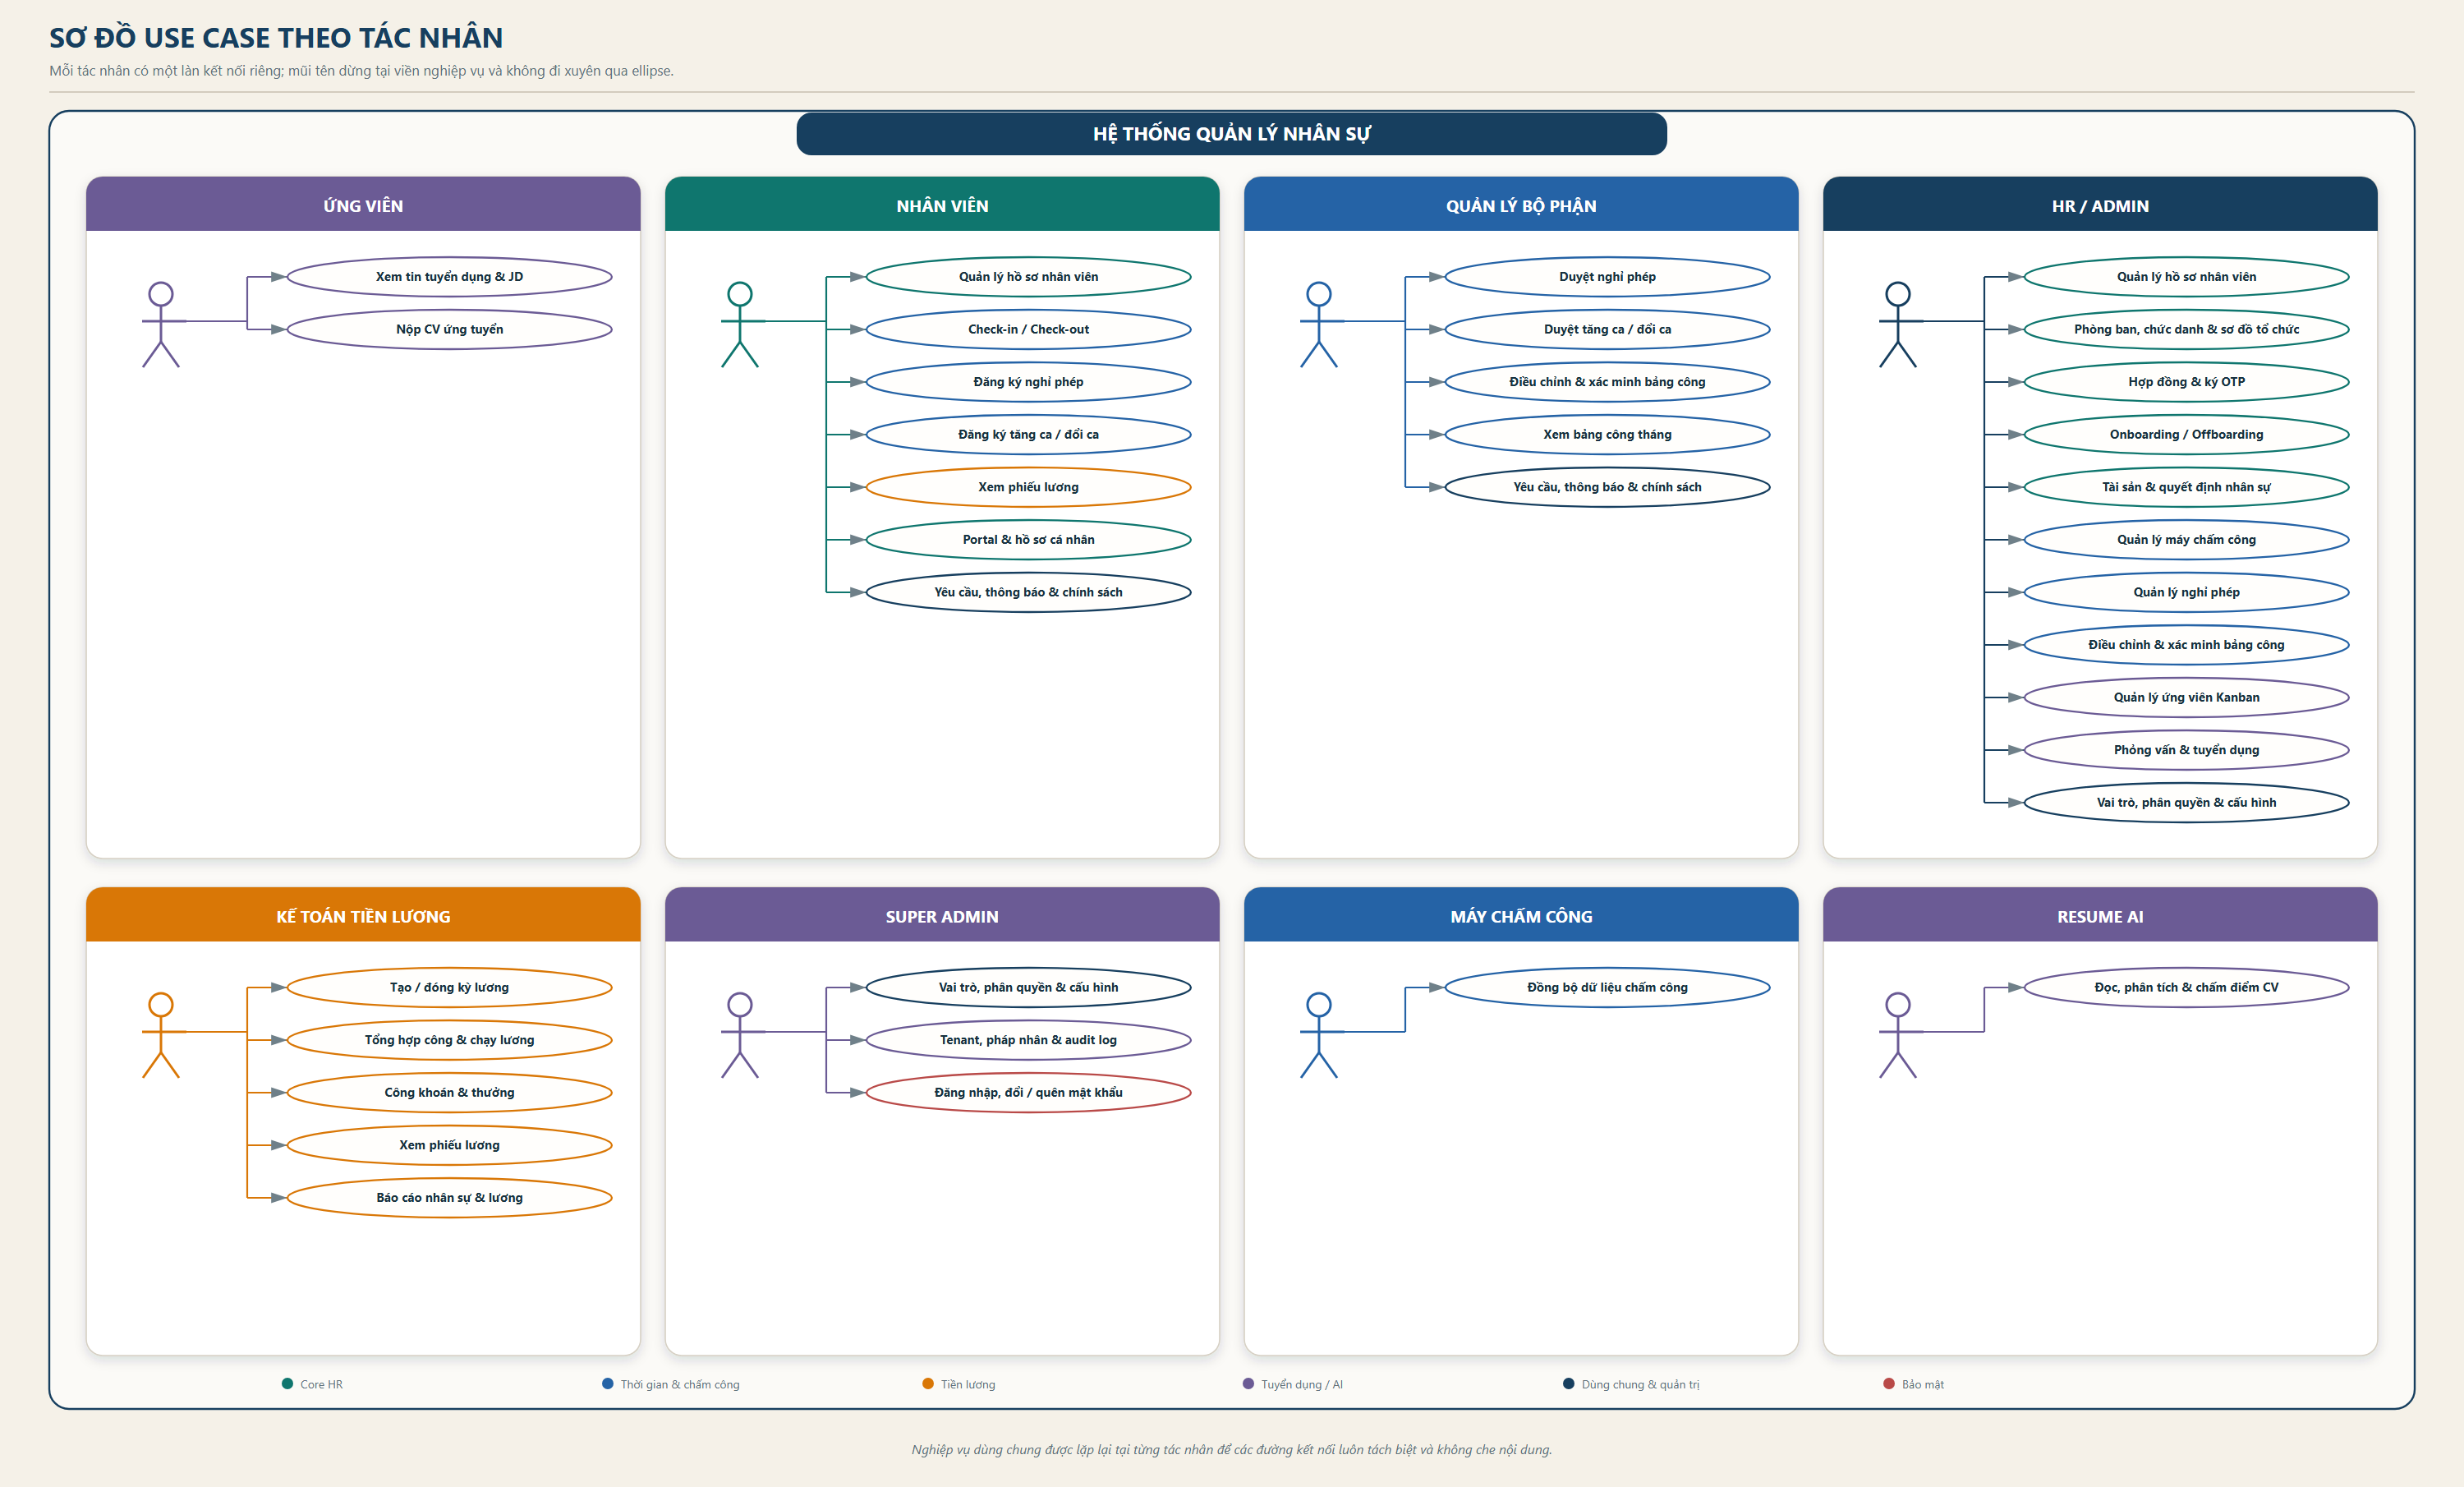 SƠ ĐỒ USE CASE THEO TÁC NHÂN
Mỗi tác nhân có một làn kết nối riêng; mũi tên dừng tại viền nghiệp vụ và không đi xuyên qua ellipse.
HỆ THỐNG QUẢN LÝ NHÂN SỰ
ỨNG VIÊN
Xem tin tuyển dụng & JD
Nộp CV ứng tuyển
NHÂN VIÊN
Quản lý hồ sơ nhân viên
Check-in / Check-out
Đăng ký nghỉ phép
Đăng ký tăng ca / đổi ca
Xem phiếu lương
Portal & hồ sơ cá nhân
Yêu cầu, thông báo & chính sách
QUẢN LÝ BỘ PHẬN
Duyệt nghỉ phép
Duyệt tăng ca / đổi ca
Điều chỉnh & xác minh bảng công
Xem bảng công tháng
Yêu cầu, thông báo & chính sách
HR / ADMIN
Quản lý hồ sơ nhân viên
Phòng ban, chức danh & sơ đồ tổ chức
Hợp đồng & ký OTP
Onboarding / Offboarding
Tài sản & quyết định nhân sự
Quản lý máy chấm công
Quản lý nghỉ phép
Điều chỉnh & xác minh bảng công
Quản lý ứng viên Kanban
Phỏng vấn & tuyển dụng
Vai trò, phân quyền & cấu hình
KẾ TOÁN TIỀN LƯƠNG
Tạo / đóng kỳ lương
Tổng hợp công & chạy lương
Công khoán & thưởng
Xem phiếu lương
Báo cáo nhân sự & lương
SUPER ADMIN
Vai trò, phân quyền & cấu hình
Tenant, pháp nhân & audit log
Đăng nhập, đổi / quên mật khẩu
MÁY CHẤM CÔNG
Đồng bộ dữ liệu chấm công
RESUME AI
Đọc, phân tích & chấm điểm CV
Core HR
Thời gian & chấm công
Tiền lương
Tuyển dụng / AI
Dùng chung & quản trị
Bảo mật
Nghiệp vụ dùng chung được lặp lại tại từng tác nhân để các đường kết nối luôn tách biệt và không che nội dung.